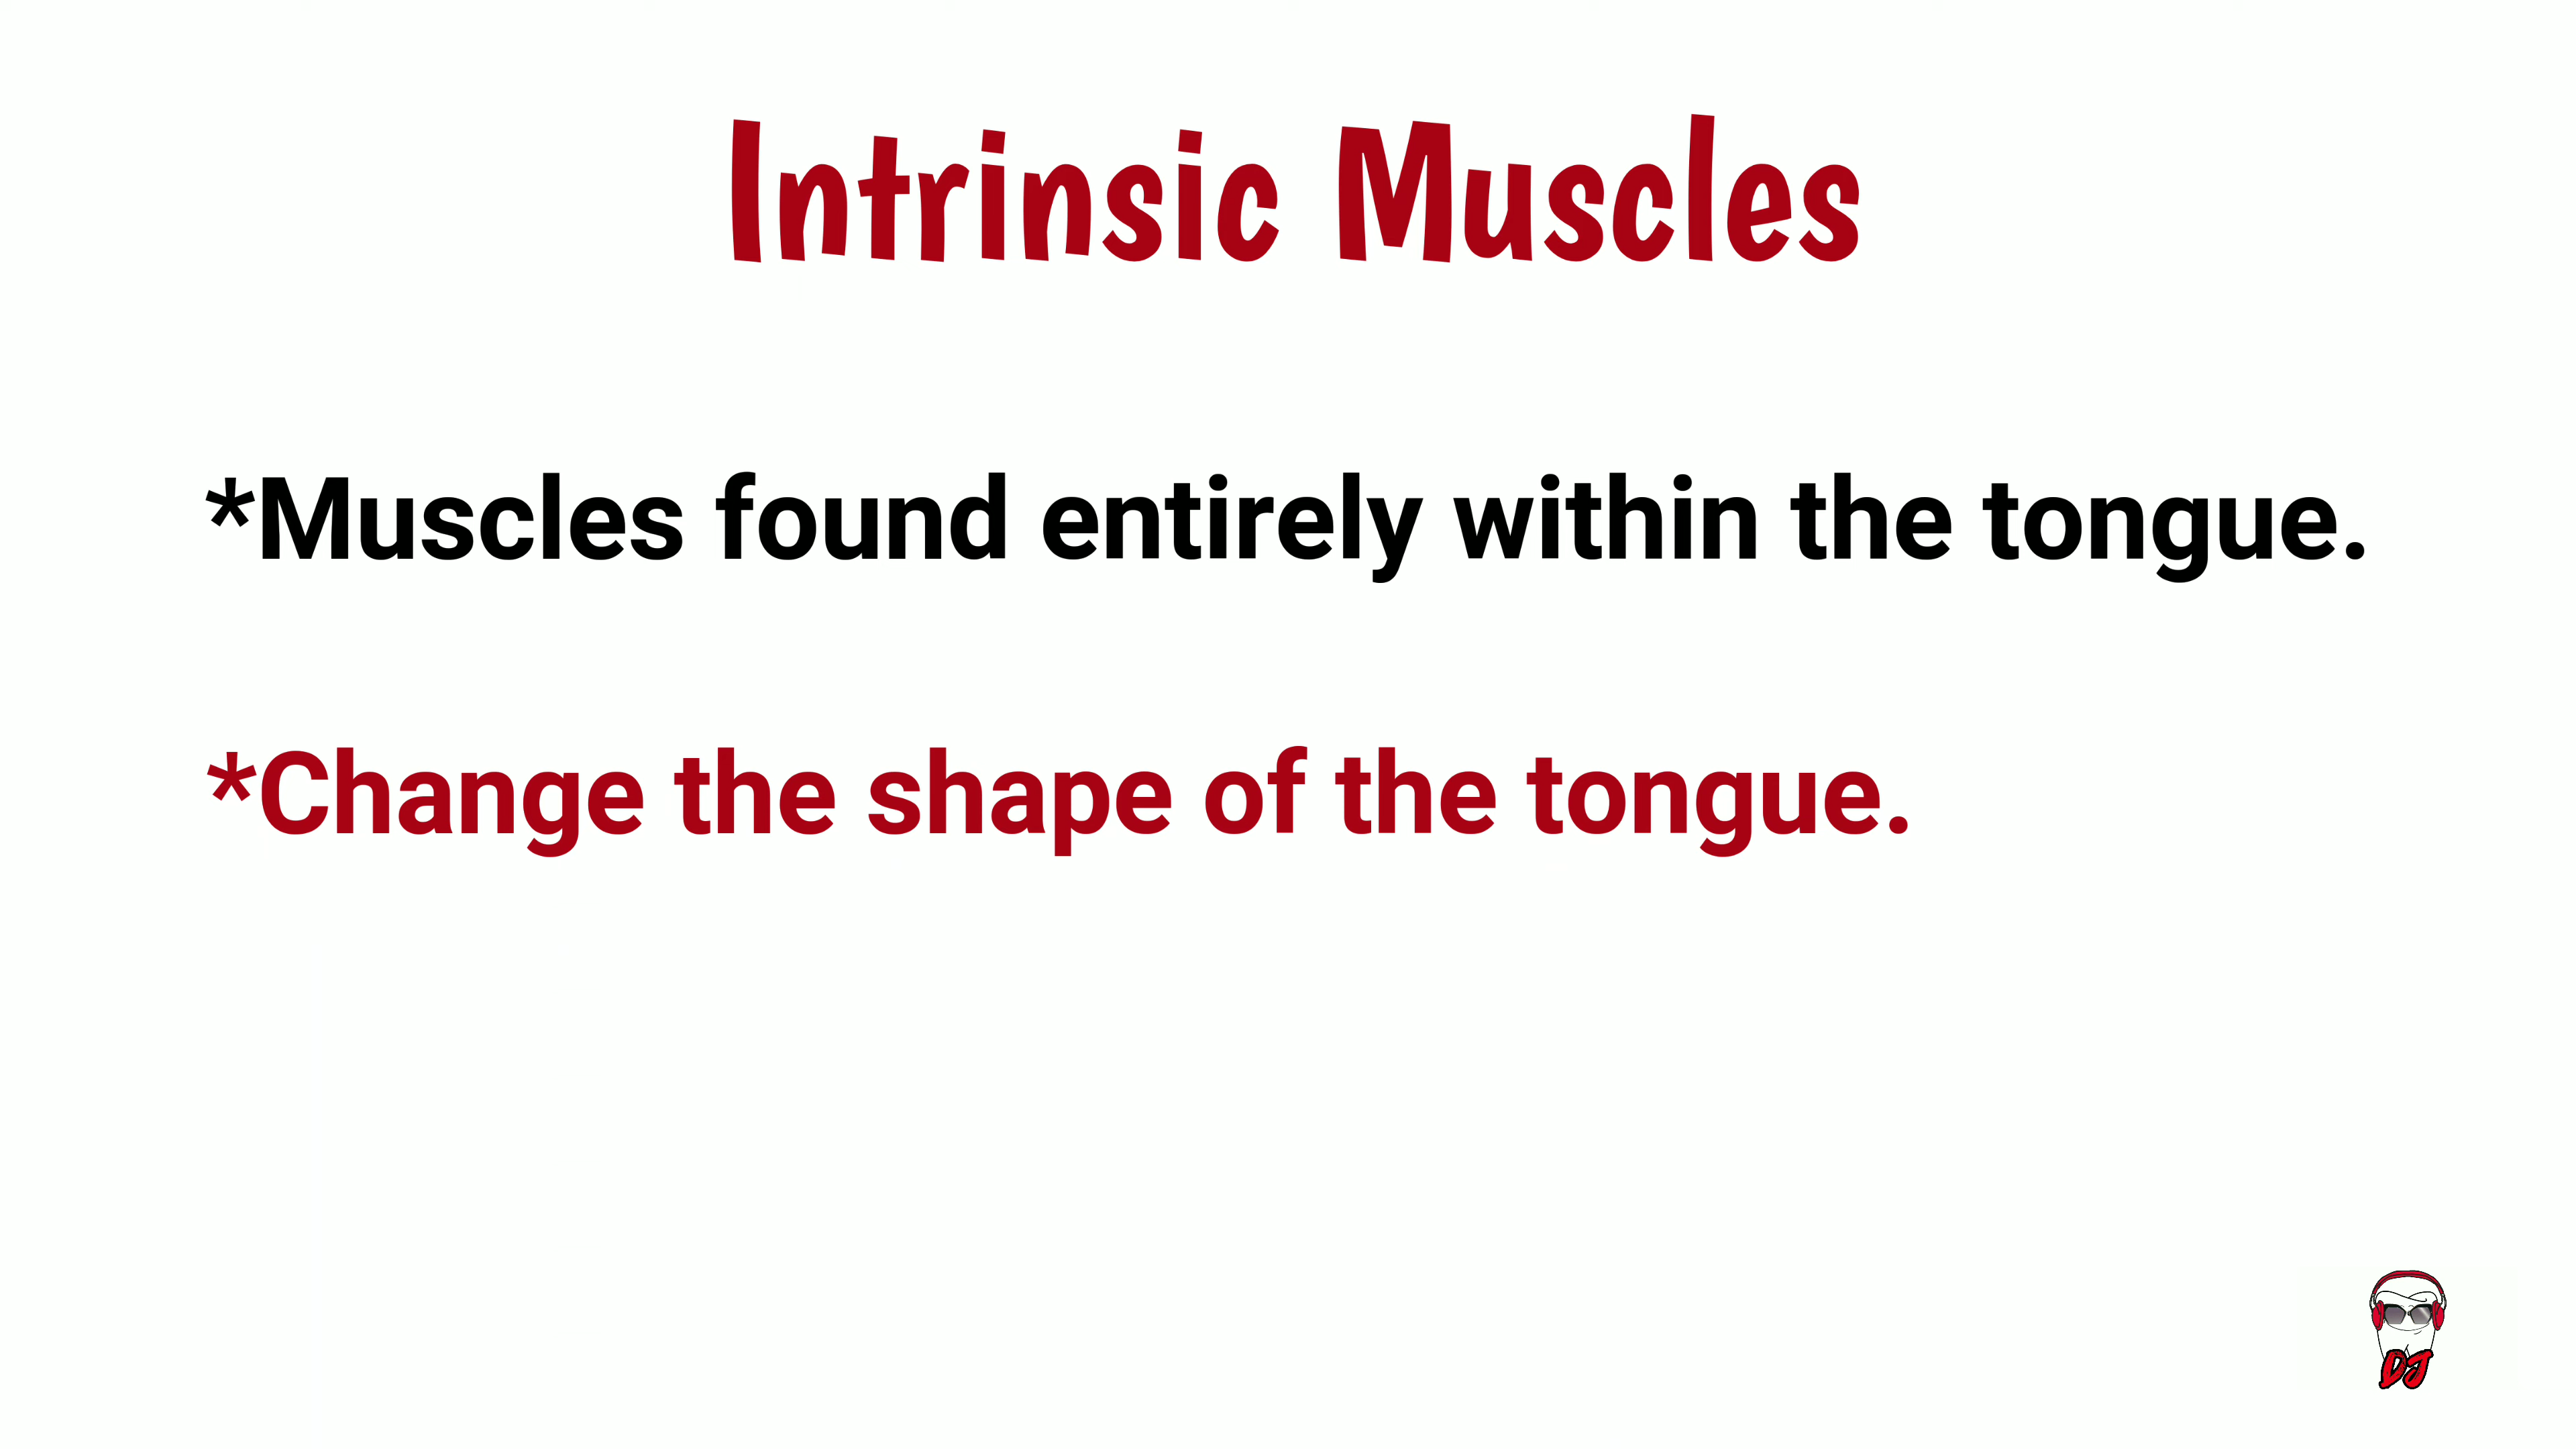 Intrinsic Muscles
*Muscles found entirely within the tongue.
*Change the shape of the tongue.
DJ